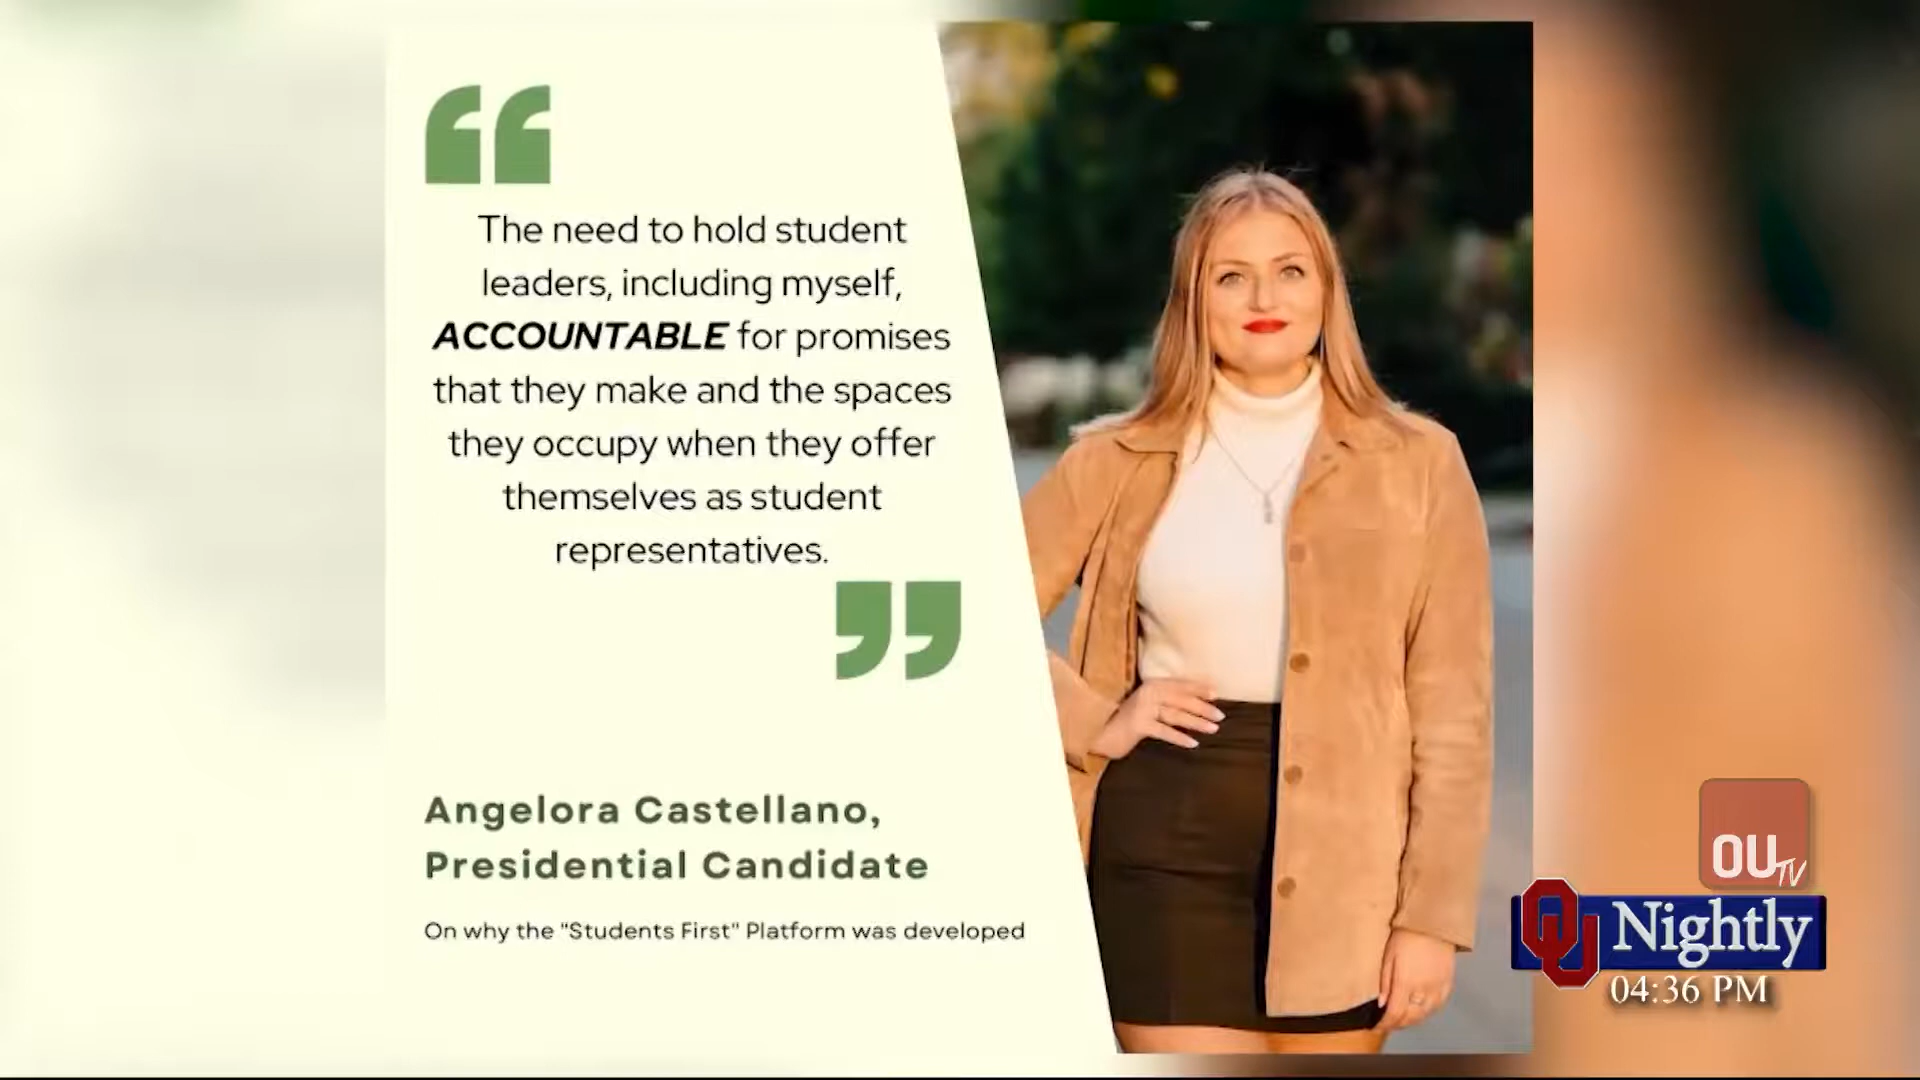 The need to hold student
leaders, including myself,
ACCOUNTABLE for promises
that they make and the spaces
they occupy when they offer
themselves as student
representatives.
Angelora Castellano,
Presidential Candidate
On why the "Students First" Platform was developed
OUTV
OU Nightly
04:36 PM